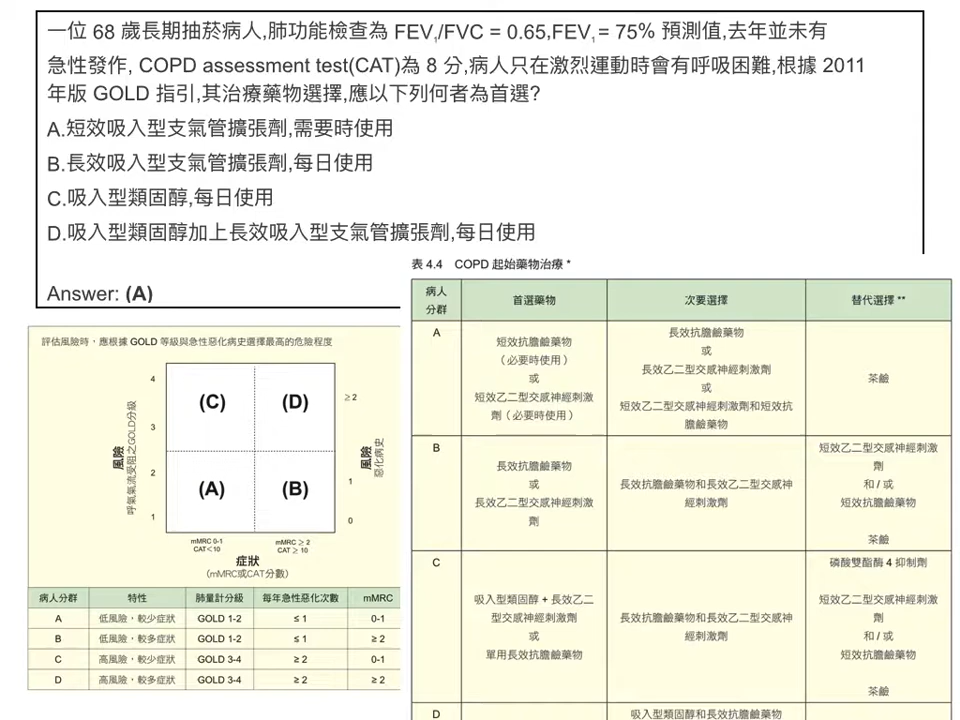 一位 68 歲長期抽菸病人,肺功能檢查為 FEV1/FVC = 0.65,FEV1 = 75% 預測值,去年並未有
急性發作, COPD assessment test(CAT)為 8 分,病人只在激烈運動時會有呼吸困難,根據 2011
年版 GOLD 指引,其治療藥物選擇,應以下列何者為首選?
A.短效吸入型支氣管擴張劑,需要時使用
B.長效吸入型支氣管擴張劑,每日使用
C.吸入型類固醇,每日使用
D.吸入型類固醇加上長效吸入型支氣管擴張劑,每日使用
Answer: (A)
評估風險時,應根據 GOLD 等級與急性惡化病史選擇最高的危險程度
風險
呼氣氣流受阻之GOLD分級
4
3
2
1
(C)
(D)
(A)
(B)
≥2
1
0
風險
惡化病史
mMRC 0-1
CAT<10
mMRC ≥ 2
CAT ≥ 10
症狀
(mMRC或CAT分數)
病人分群 特性 肺量計分級 每年急性惡化次數 mMRC
A 低風險,較少症狀 GOLD 1-2 ≤ 1 0-1
B 低風險,較多症狀 GOLD 1-2 ≤ 1 ≥ 2
C 高風險,較少症狀 GOLD 3-4 ≥ 2 0-1
D 高風險,較多症狀 GOLD 3-4 ≥ 2 ≥ 2
表 4.4 COPD 起始藥物治療 *
病人
分群
首選藥物
次要選擇
替代選擇 **
A
短效抗膽鹼藥物
(必要時使用)
或
短效乙二型交感神經刺激
劑(必要時使用)
長效抗膽鹼藥物
或
長效乙二型交感神經刺激劑
或
短效乙二型交感神經刺激劑和短效抗
膽鹼藥物
茶鹼
B
長效抗膽鹼藥物
或
長效乙二型交感神經刺激
劑
長效抗膽鹼藥物和長效乙二型交感神
經刺激劑
短效乙二型交感神經刺激
劑
和 / 或
短效抗膽鹼藥物
茶鹼
C
吸入型類固醇 + 長效乙二
型交感神經刺激劑
或
單用長效抗膽鹼藥物
長效抗膽鹼藥物和長效乙二型交感神
經刺激劑
磷酸雙酯酶 4 抑制劑
短效乙二型交感神經刺激
劑
和 / 或
短效抗膽鹼藥物
茶鹼
D
吸入型類固醇和長效抗膽鹼藥物